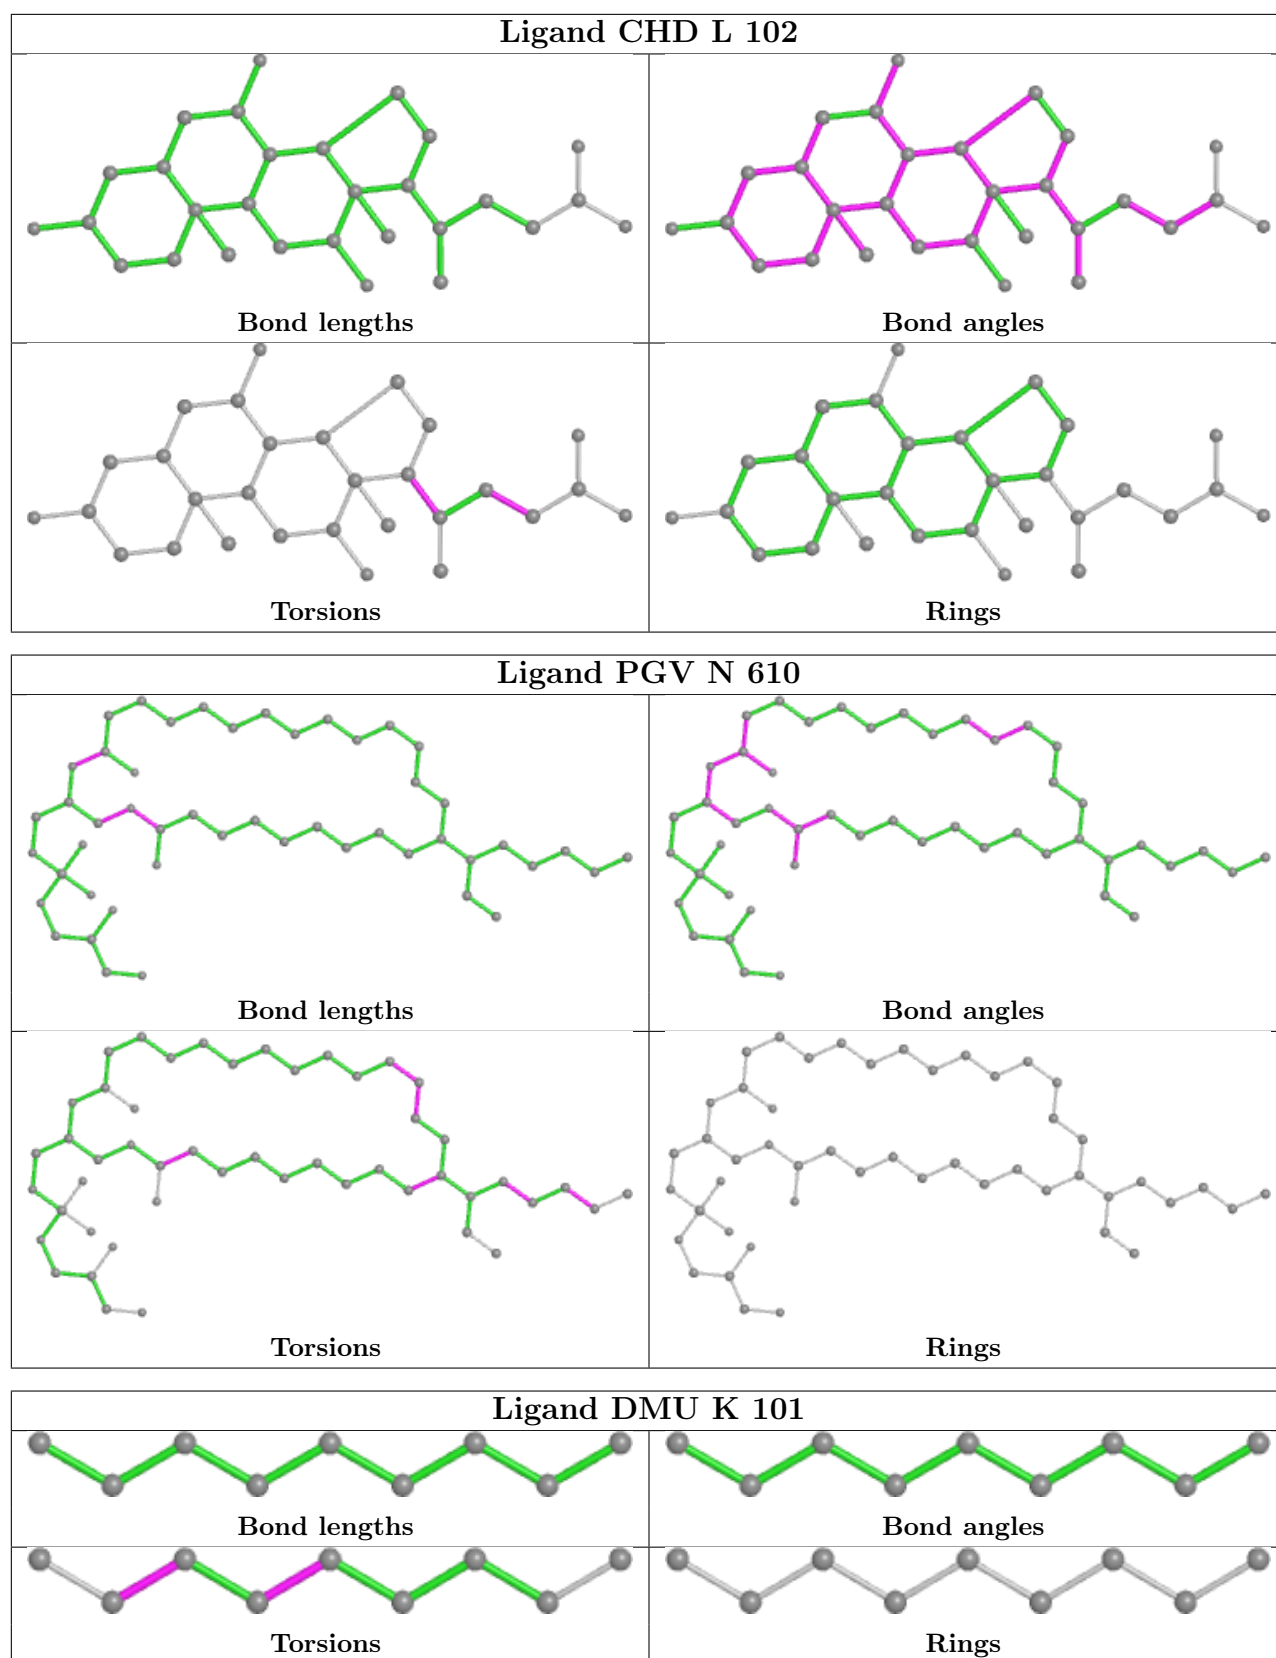 Ligand CHD L 102
Bond lengths
Bond angles
Torsions
Rings
Ligand PGV N 610
Bond lengths
Bond angles
Torsions
Rings
Ligand DMU K 101
Bond lengths
Bond angles
Torsions
Rings